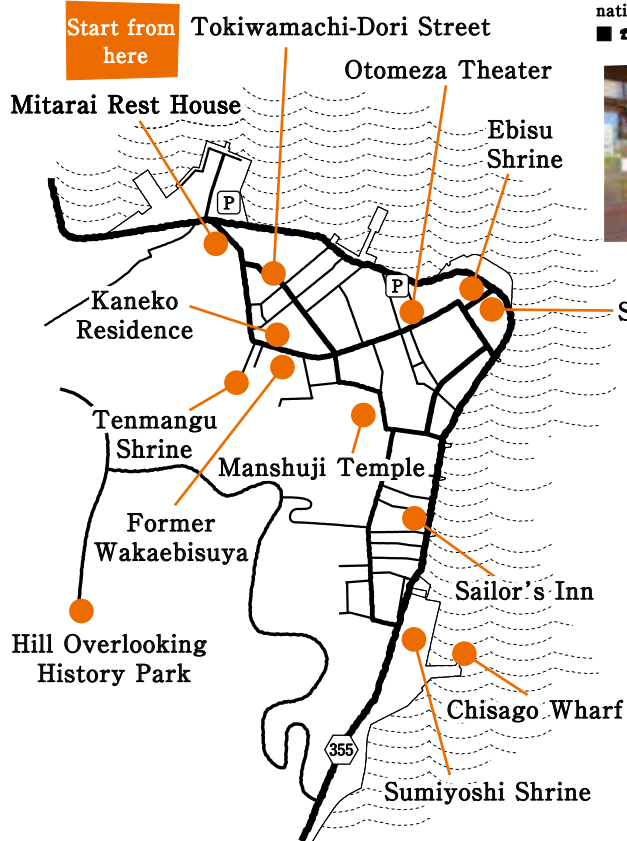 Start from
here
Tokiwamachi-Dori Street
nati
Otomeza Theater
Mitarai Rest House
Ebisu
Shrine
P
P
Kaneko
Residence
S
Tenmangu
Shrine
Manshuji Temple
Former
Wakaebisuya
Sailor's Inn
Hill Overlooking
History Park
Chisago Wharf
355
Sumiyoshi Shrine